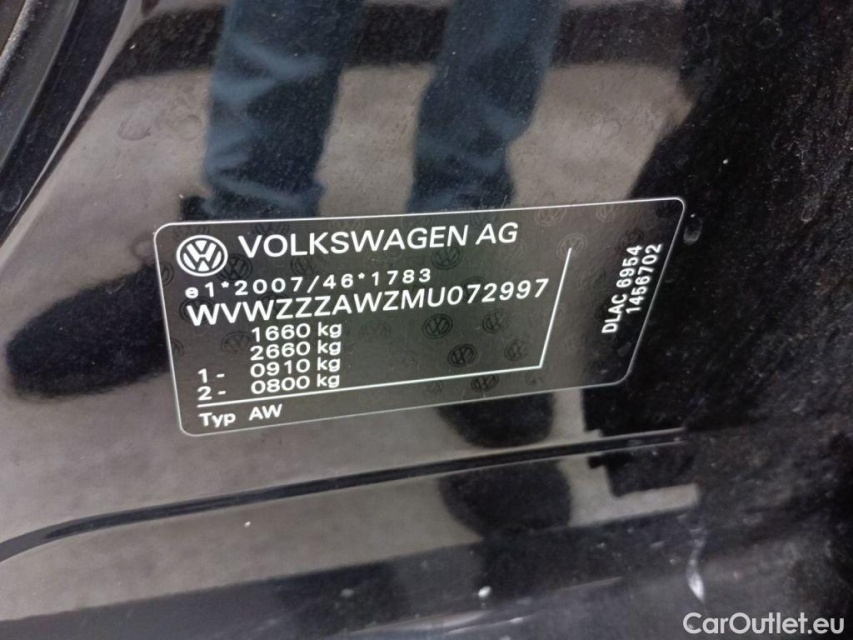 VOLKSWAGEN AG
e1*2007/46*1783
WVWZZZAWZMU072997
1660 kg
2660 kg
1- 0910 kg
2- 0800 kg
Typ AW
DLAC 6954
1456702
CarOutlet.eu